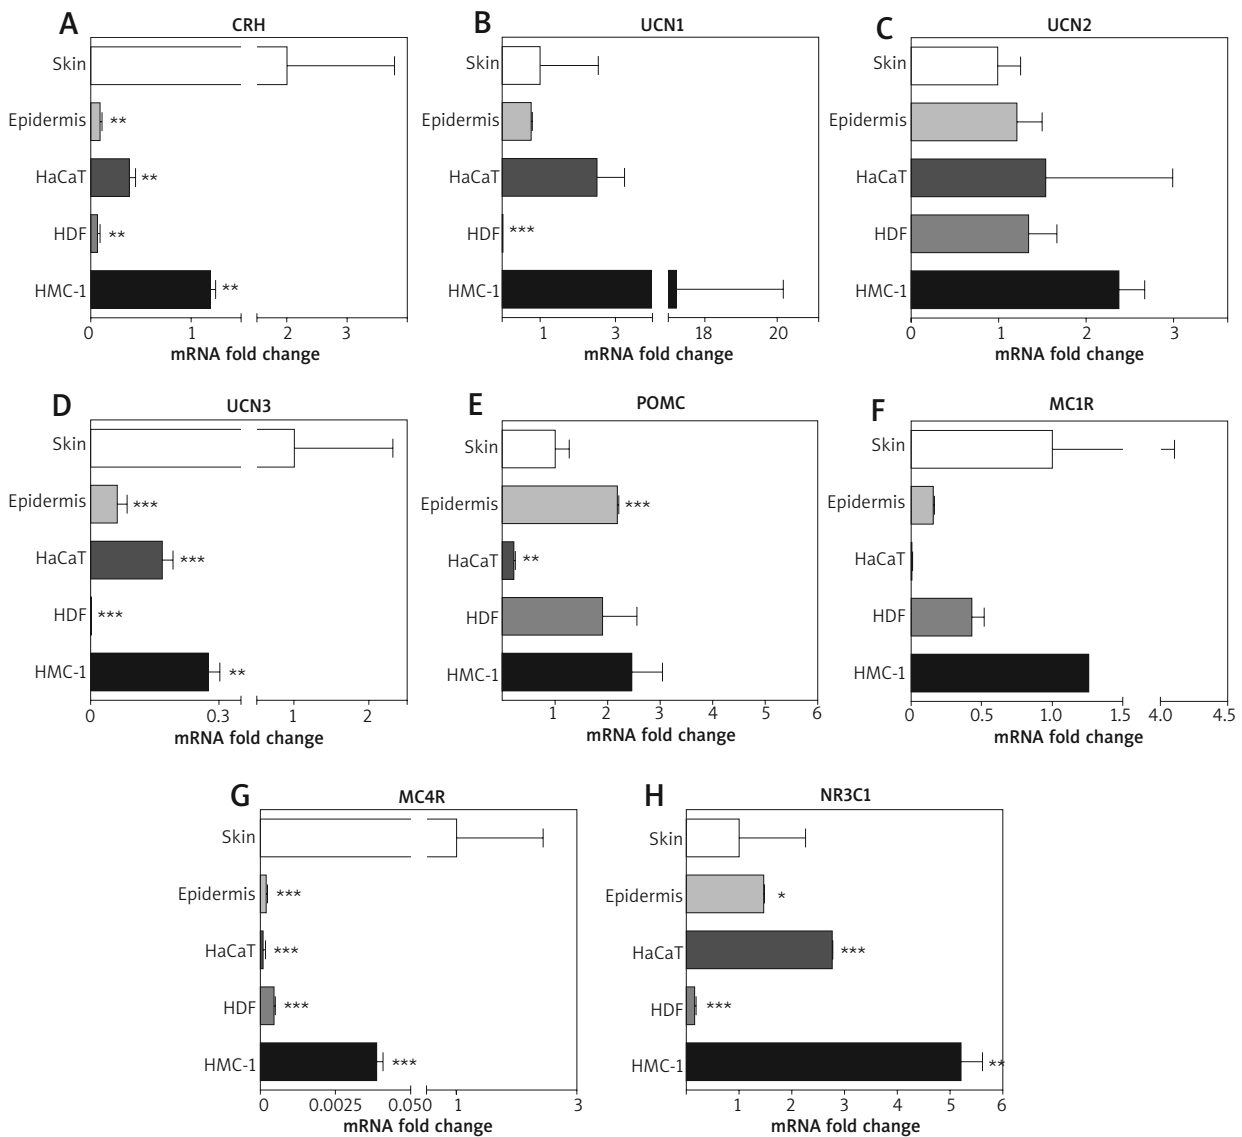 A
CRH
Skin
Epidermis
**
HaCaT
**
HDF
**
HMC-1
**
0 1 2 3
mRNA fold change
B
UCN1
Skin
Epidermis
HaCaT
HDF
***
HMC-1
1 3 18 20
mRNA fold change
C
UCN2
Skin
Epidermis
HaCaT
HDF
HMC-1
0 1 2 3
mRNA fold change
D
UCN3
Skin
Epidermis
***
HaCaT
***
HDF
***
HMC-1
**
0 0.3 1 2
mRNA fold change
E
POMC
Skin
Epidermis
***
HaCaT
**
HDF
HMC-1
1 2 3 4 5 6
mRNA fold change
F
MC1R
Skin
Epidermis
HaCaT
HDF
HMC-1
0 0.5 1.0 1.5 4.0 4.5
mRNA fold change
G
MC4R
Skin
Epidermis
***
HaCaT
***
HDF
***
HMC-1
***
0 0.0025 0.050 1 3
mRNA fold change
H
NR3C1
Skin
Epidermis
*
HaCaT
***
HDF
***
HMC-1
**
1 2 3 4 5 6
mRNA fold change